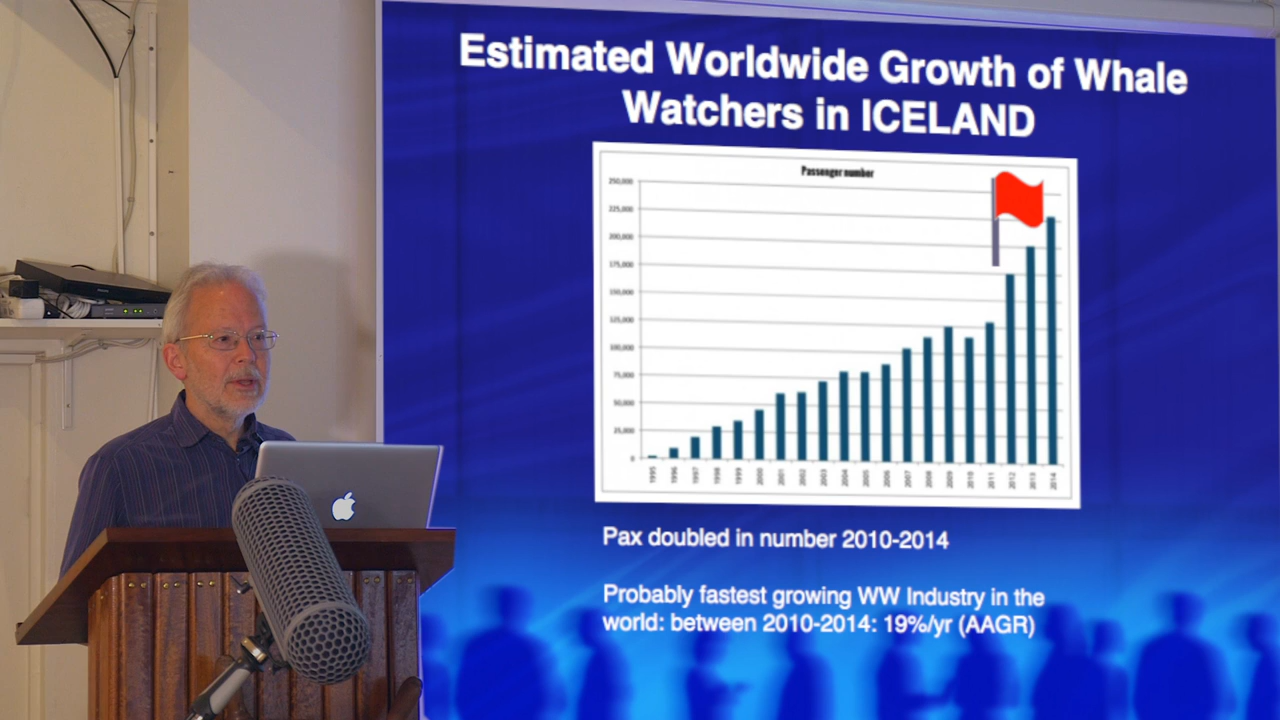 Estimated Worldwide Growth of Whale
Watchers in ICELAND
Passenger number
250,000
225,000
200,000
175,000
150,000
125,000
100,000
75,000
50,000
25,000
0
1995 1996 1997 1998 1999 2000 2001 2002 2003 2004 2005 2006 2007 2008 2009 2010 2011 2012 2013 2014
Pax doubled in number 2010-2014
Probably fastest growing WW Industry in the
world: between 2010-2014: 19%/yr (AAGR)